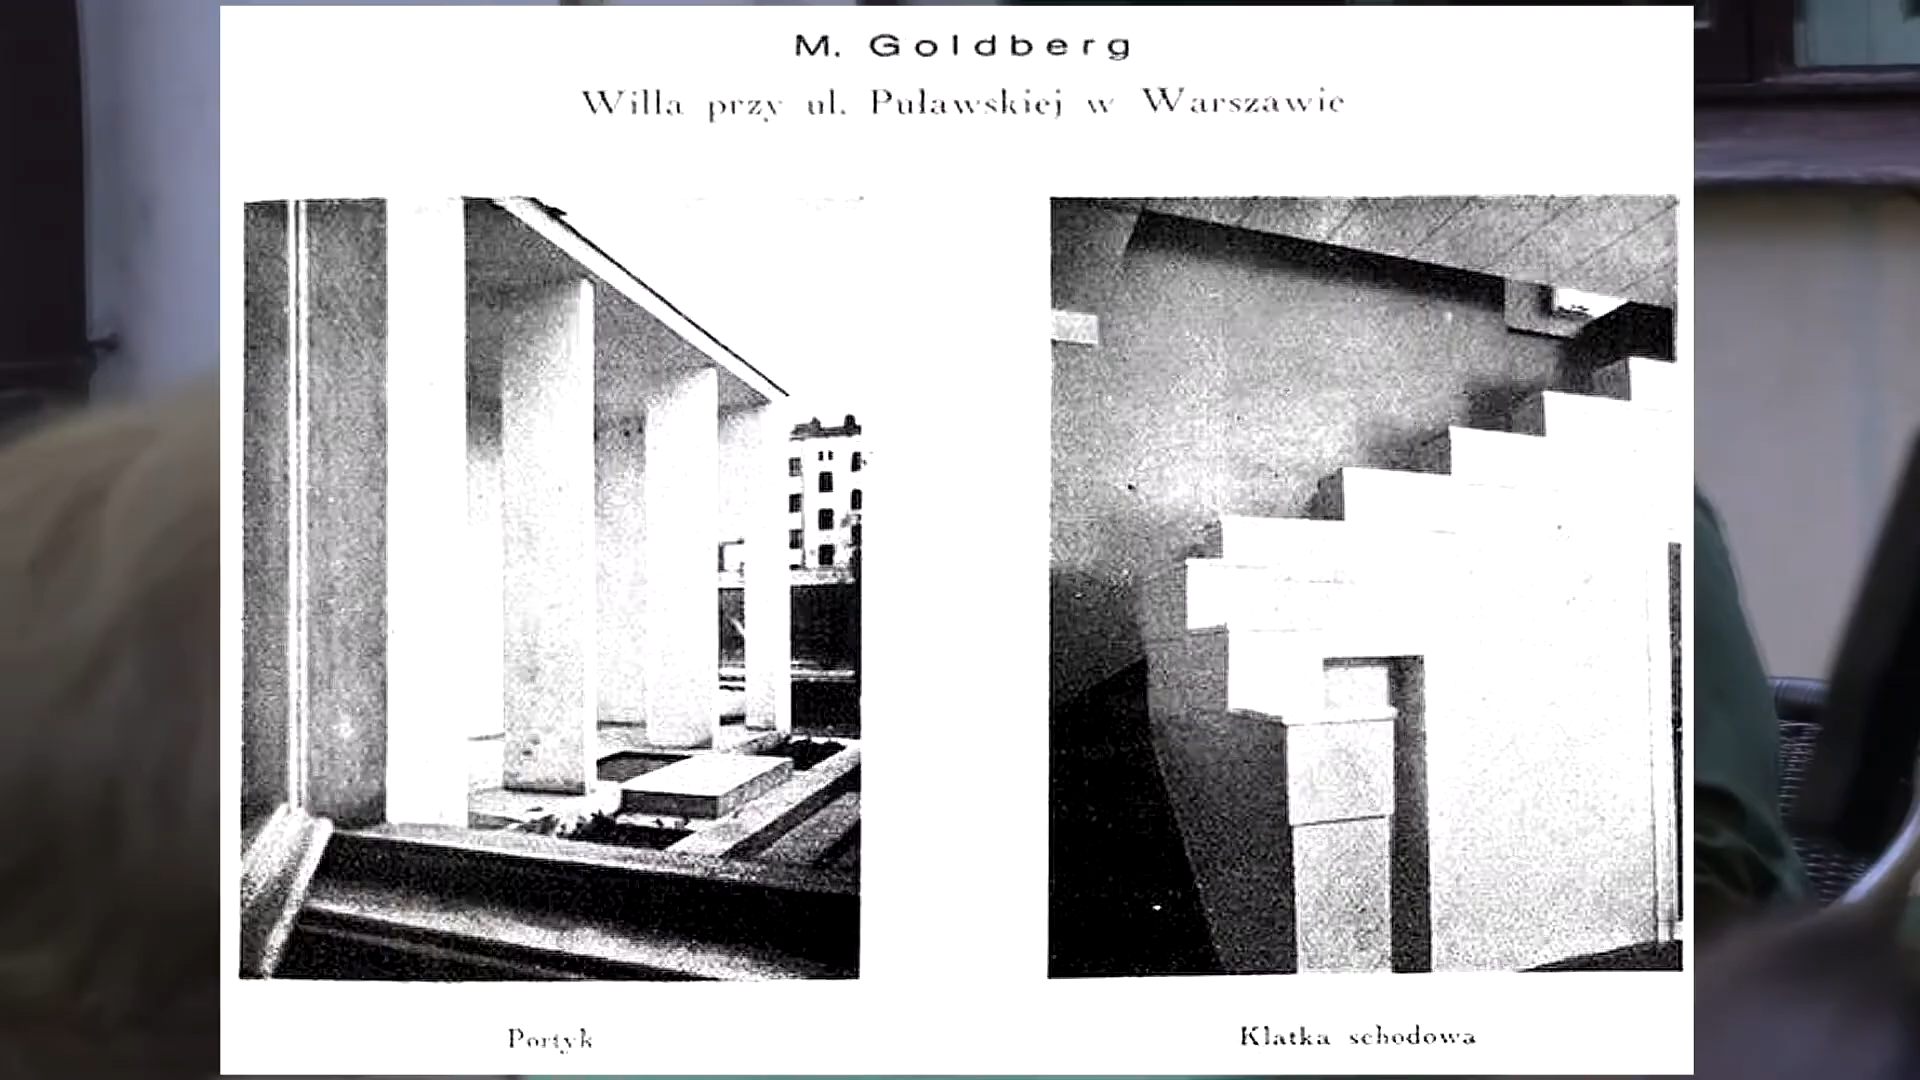 M. Goldberg
Willa przy ul. Puławskiej w Warszawie
Portyk
Klatka schodowa